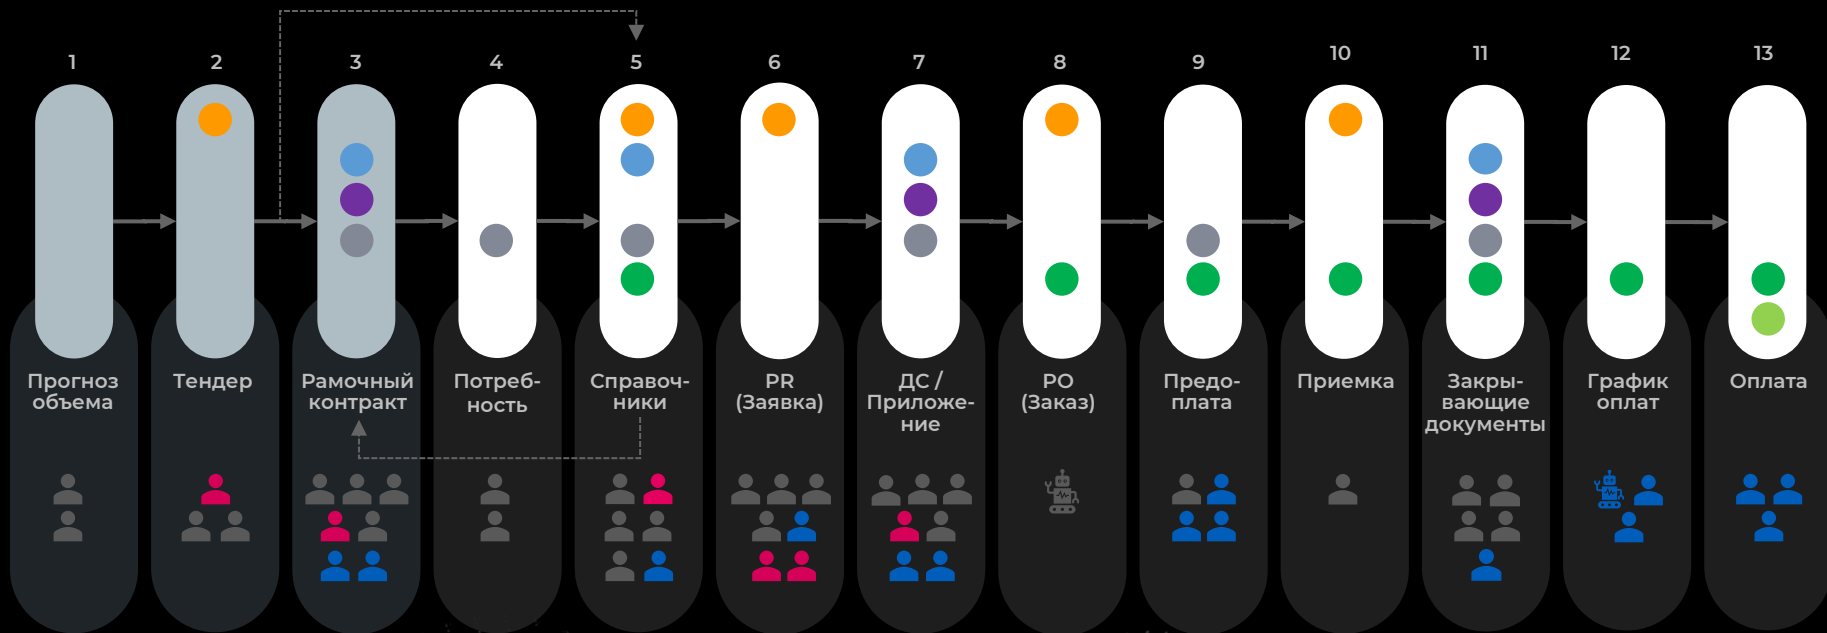 1
2
3
4
5
6
7
8
9
10
11
12
13
Прогноз
объема
Тендер
Рамочный
контракт
Потреб-
ность
Справоч-
ники
PR
(Заявка)
ДС /
Приложе-
ние
PO
(Заказ)
Предо-
плата
Приемка
Закры-
вающие
документы
График
оплат
Оплата